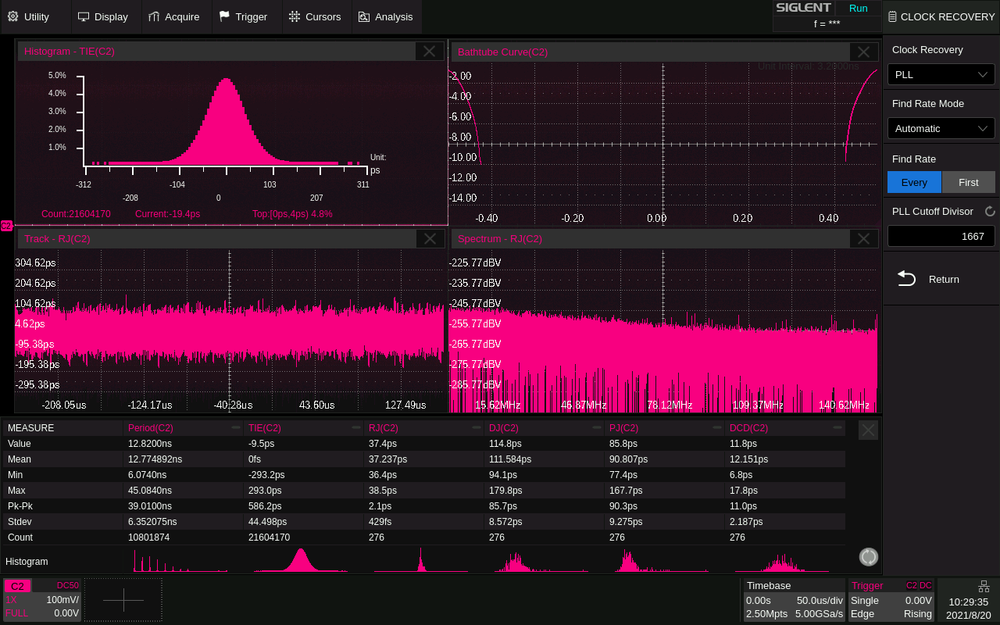 Utility Display Acquire Trigger Cursors Analysis
SIGLENT Run
f = ***
CLOCK RECOVERY
Clock Recovery
PLL
Find Rate Mode
Automatic
Find Rate
Every First
PLL Cutoff Divisor
1667
Return
Histogram - TIE(C2)
5.0%
4.0%
3.0%
2.0%
1.0%
Unit:
ps
-312 -104 103 311
-208 0 207
Count:21604170 Current:-19.4ps Top:[0ps,4ps) 4.8%
Bathtube Curve(C2)
Unit Interval: 3.2000ns
-2.00
-4.00
-6.00
-8.00
-10.00
-12.00
-14.00
-0.40 -0.20 0.00 0.20 0.40
C2
Track - RJ(C2)
304.62ps
204.62ps
104.62ps
4.62ps
-95.38ps
-195.38ps
-295.38ps
-208.05us -124.17us -40.28us 43.60us 127.49us
Spectrum - RJ(C2)
-225.77dBV
-235.77dBV
-245.77dBV
-255.77dBV
-265.77dBV
-275.77dBV
-285.77dBV
15.62MHz 46.87MHz 78.12MHz 109.37MHz 140.62MHz
MEASURE Period(C2) TIE(C2) RJ(C2) DJ(C2) PJ(C2) DCD(C2)
Value 12.8200ns -9.5ps 37.4ps 114.8ps 85.8ps 11.8ps
Mean 12.774892ns 0fs 37.237ps 111.584ps 90.807ps 12.151ps
Min 6.0740ns -293.2ps 36.4ps 94.1ps 77.4ps 6.8ps
Max 45.0840ns 293.0ps 38.5ps 179.8ps 167.7ps 17.8ps
Pk-Pk 39.0100ns 586.2ps 2.1ps 85.7ps 90.3ps 11.0ps
Stdev 6.352075ns 44.498ps 429fs 8.572ps 9.275ps 2.187ps
Count 10801874 21604170 276 276 276 276
Histogram
C2 DC50
1X 100mV/
FULL 0.00V
Timebase
0.00s 50.0us/div
2.50Mpts 5.00GSa/s
Trigger C2 DC
Single 0.00V
Edge Rising
10:29:35
2021/8/20